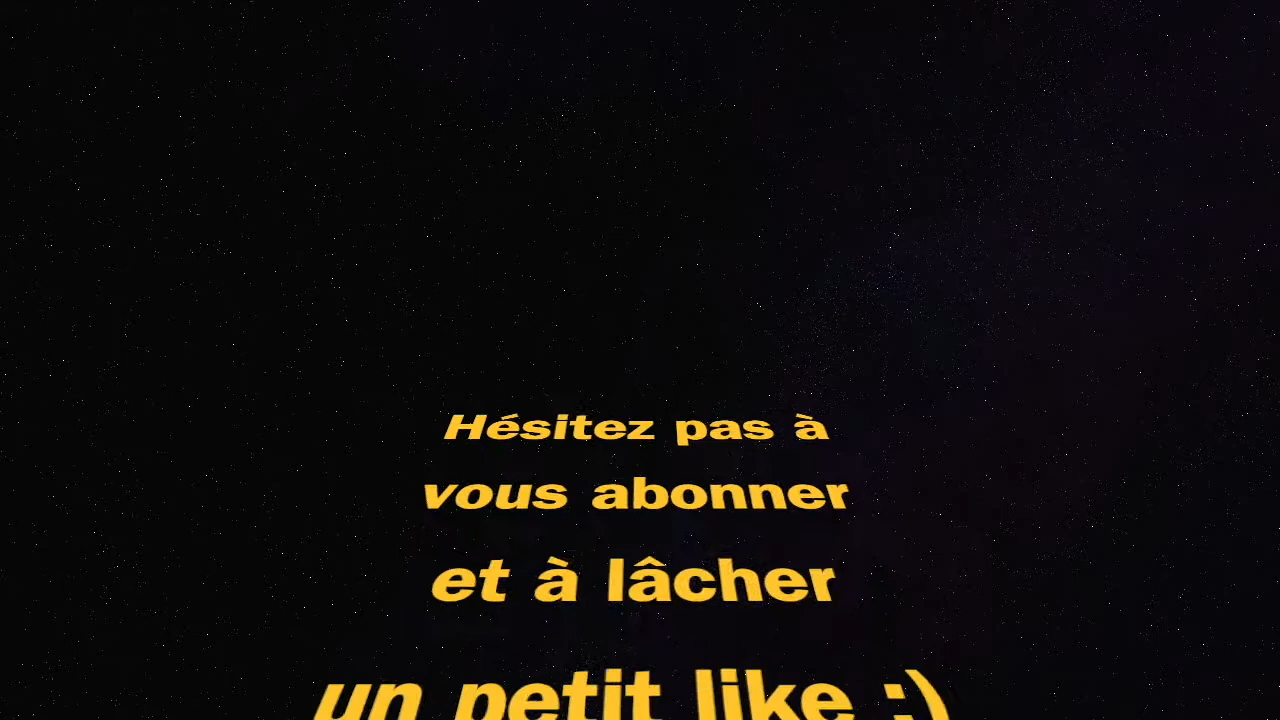 Hésitez pas à
vous abonner
et à lâcher
un petit like :)